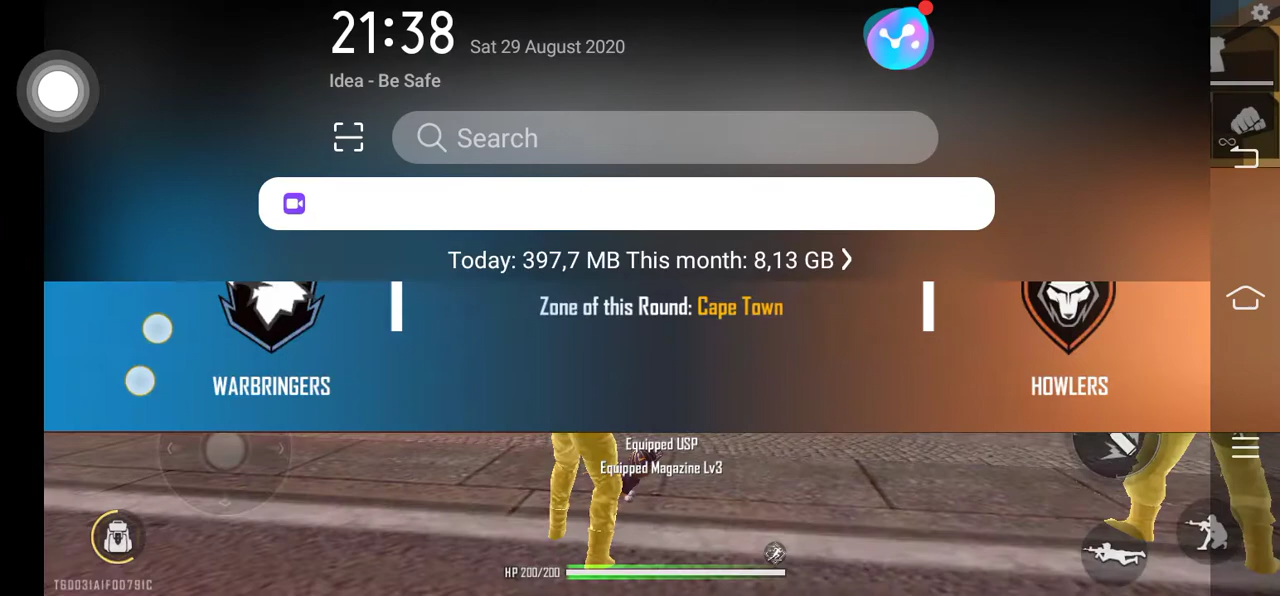 21:38 Sat 29 August 2020
Idea - Be Safe
Search
Today: 397,7 MB This month: 8,13 GB
Zone of this Round: Cape Town
WARBRINGERS
HOWLERS
Equipped USP
Equipped Magazine Lv3
HP 200/200